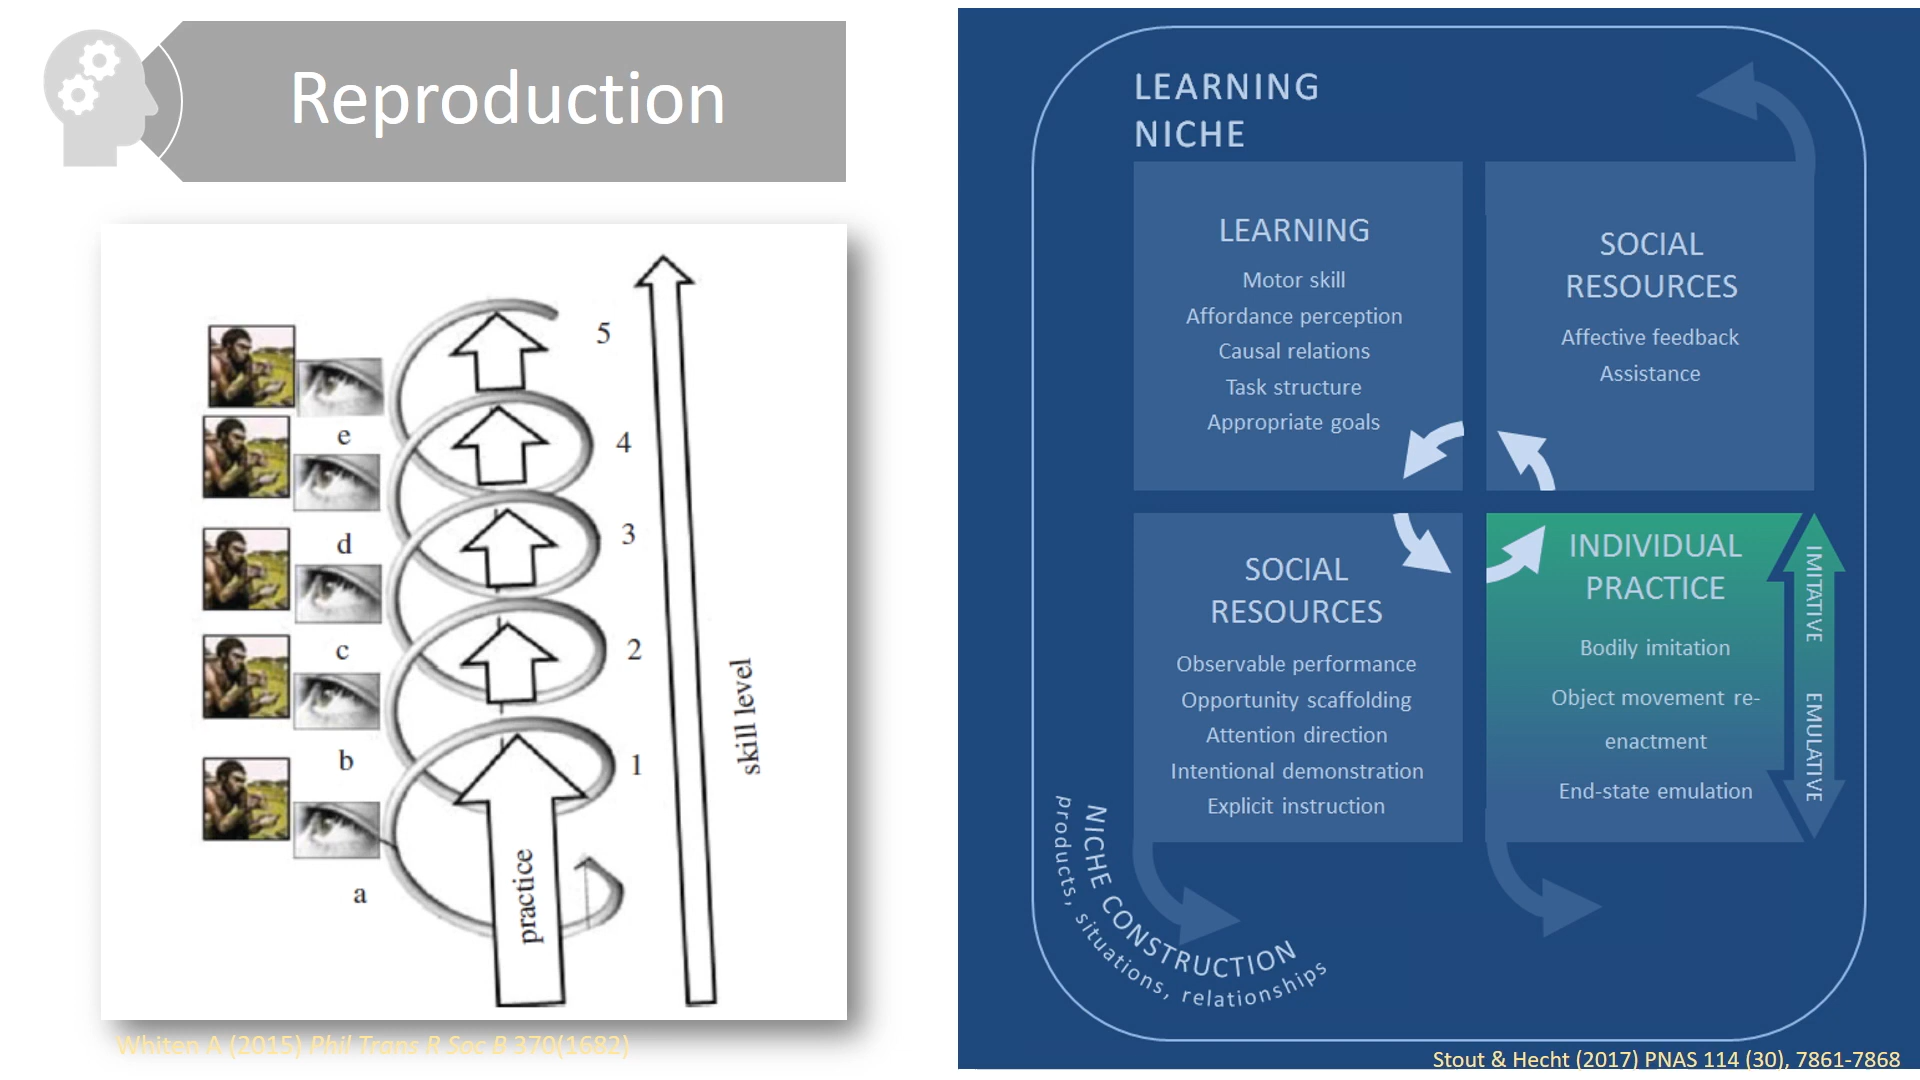 Reproduction
5
e
4
d
3
c
2
b
1
a
practice
skill level
Whiten A (2015) Phil Trans R Soc B 370(1682)
LEARNING
NICHE
LEARNING
Motor skill
Affordance perception
Causal relations
Task structure
Appropriate goals
SOCIAL
RESOURCES
Affective feedback
Assistance
SOCIAL
RESOURCES
Observable performance
Opportunity scaffolding
Attention direction
Intentional demonstration
Explicit instruction
INDIVIDUAL
PRACTICE
Bodily imitation
Object movement re-
enactment
End-state emulation
IMITATIVE
EMULATIVE
NICHE CONSTRUCTION
products, situations, relationships
Stout & Hecht (2017) PNAS 114 (30), 7861-7868